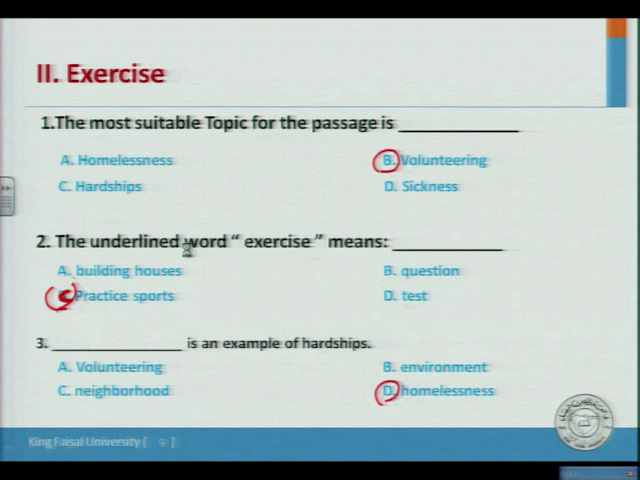 II. Exercise
1.The most suitable Topic for the passage is ____________
A. Homelessness
B. Volunteering
C. Hardships
D. Sickness
2. The underlined word “ exercise ” means: ___________
A. building houses
B. question
Practice sports
D. test
3. _______________ is an example of hardships.
A. Volunteering
B. environment
C. neighborhood
D. homelessness
King Faisal University [ 9 ]